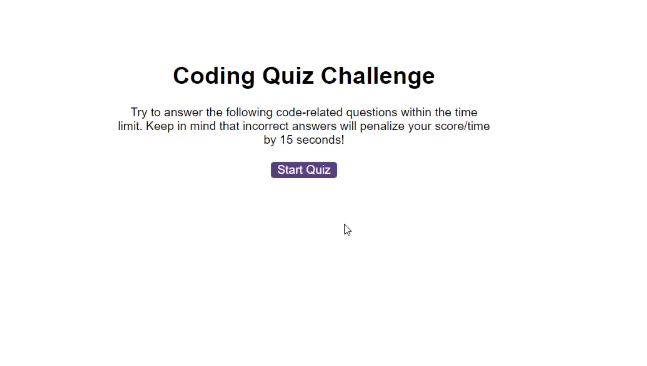 Coding Quiz Challenge
Try to answer the following code-related questions within the time
limit. Keep in mind that incorrect answers will penalize your score/time
by 15 seconds!
Start Quiz